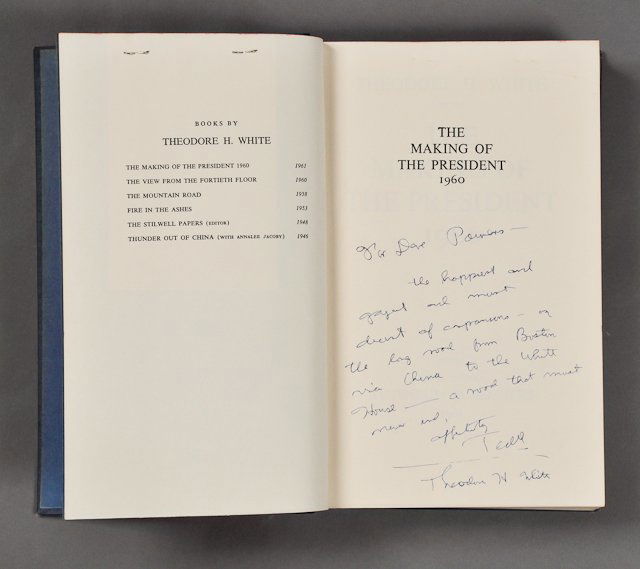 BOOKS BY
THEODORE H. WHITE
THE MAKING OF THE PRESIDENT 1960 1961
THE VIEW FROM THE FORTIETH FLOOR 1960
THE MOUNTAIN ROAD 1958
FIRE IN THE ASHES 1953
THE STILWELL PAPERS (EDITOR) 1948
THUNDER OUT OF CHINA (WITH ANNALEE JACOBY) 1946
THE
MAKING OF
THE PRESIDENT
1960
For Dave Powers —
the happiest and
gayest and most
decent of companions — on
the long road from Boston
via China to the White
House — a road that must
never end,
Teddy
Theodore H White